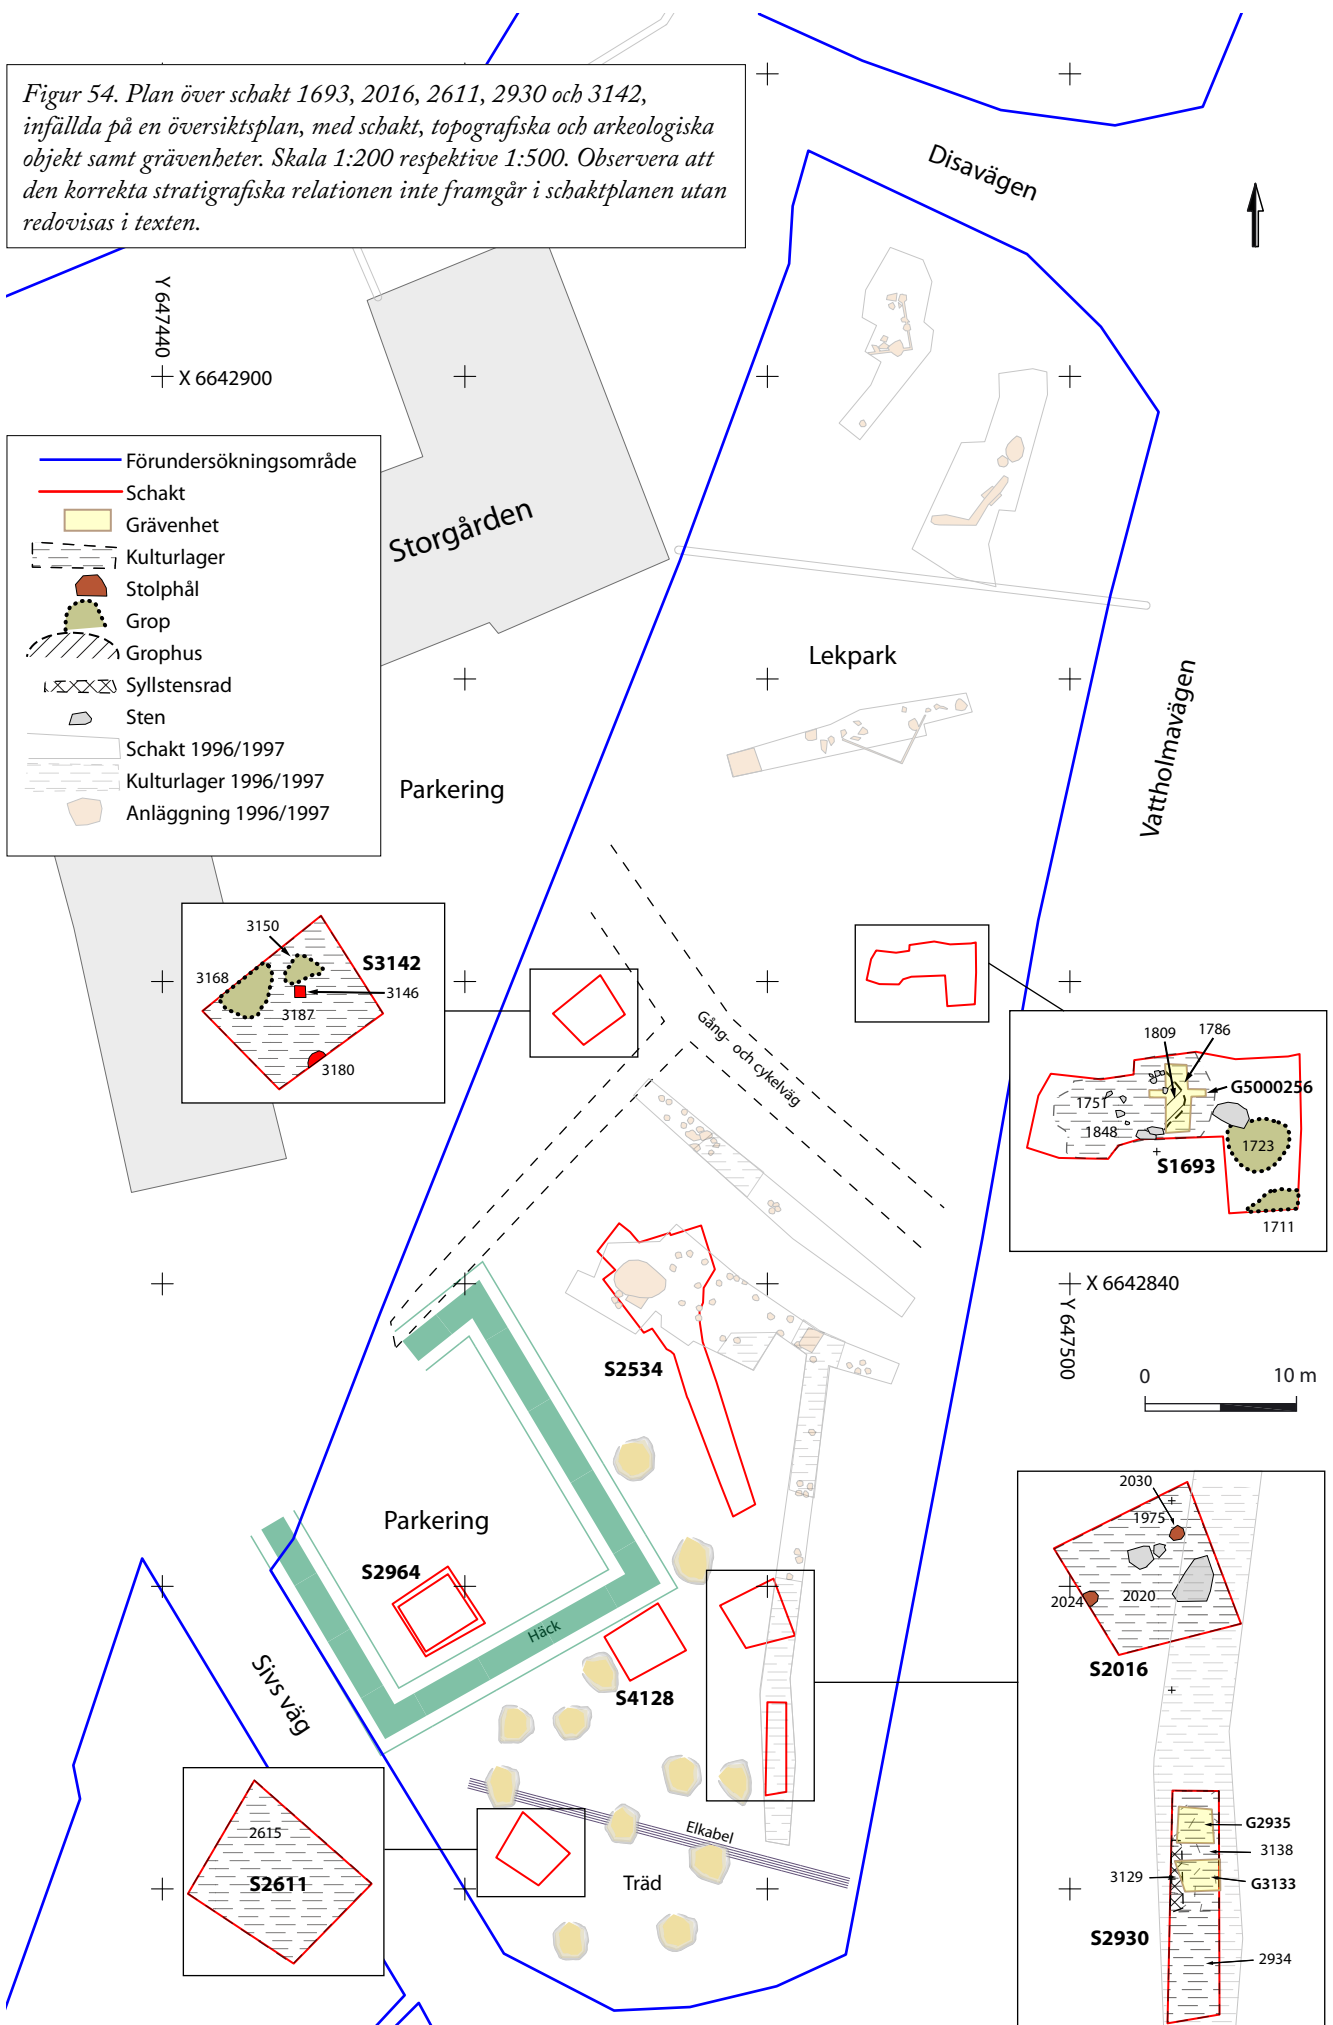 Figur 54. Plan över schakt 1693, 2016, 2611, 2930 och 3142,
infällda på en översiktsplan, med schakt, topografiska och arkeologiska
objekt samt grävenheter. Skala 1:200 respektive 1:500. Observera att
den korrekta stratigrafiska relationen inte framgår i schaktplanen utan
redovisas i texten.
Disavägen
Y 647440
X 6642900
Förundersökningsområde
Schakt
Grävenhet
Kulturlager
Stolphål
Grop
Grophus
Syllstensrad
Sten
Schakt 1996/1997
Kulturlager 1996/1997
Anläggning 1996/1997
Storgården
Lekpark
Vattholmavägen
Parkering
3150
S3142
3168
3146
3187
3180
Gång- och cykelväg
1809
1786
G5000256
1751
1848
1723
S1693
1711
X 6642840
Y 647500
S2534
0
10 m
Parkering
S2964
Häck
S4128
Sivs väg
2030
1975
2024
2020
S2016
2615
S2611
Elkabel
Träd
G2935
3138
3129
G3133
S2930
2934